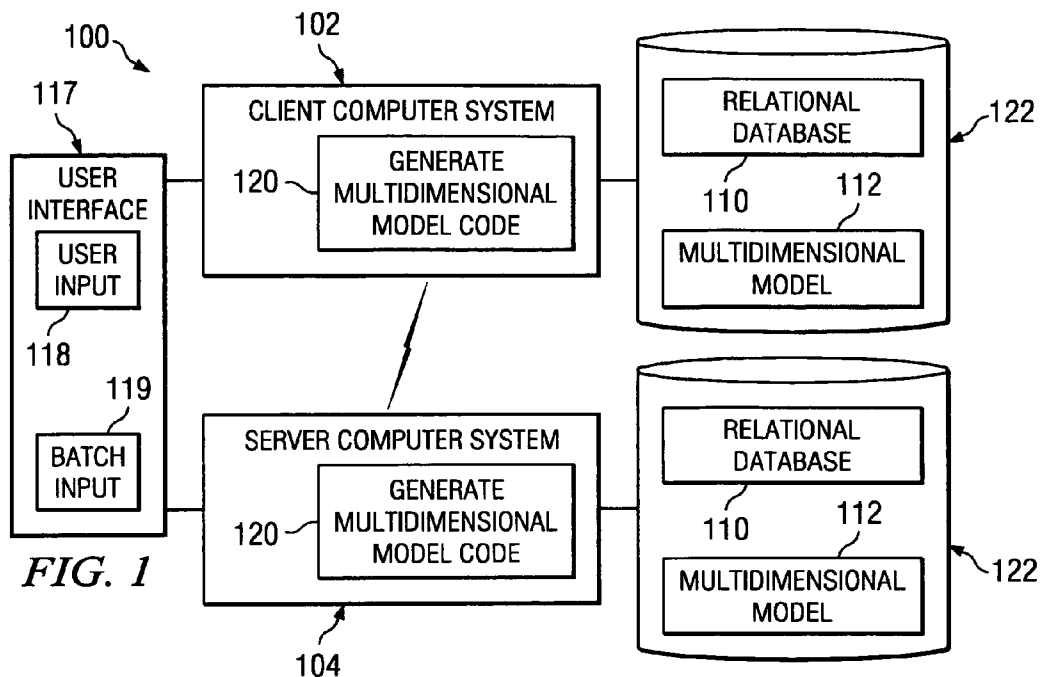 100
102
117
CLIENT COMPUTER SYSTEM
120
GENERATE
MULTIDIMENSIONAL
MODEL CODE
USER
INTERFACE
USER
INPUT
118
119
BATCH
INPUT
RELATIONAL
DATABASE
110
112
MULTIDIMENSIONAL
MODEL
122
SERVER COMPUTER SYSTEM
120
GENERATE
MULTIDIMENSIONAL
MODEL CODE
104
RELATIONAL
DATABASE
110
112
MULTIDIMENSIONAL
MODEL
122
FIG. 1